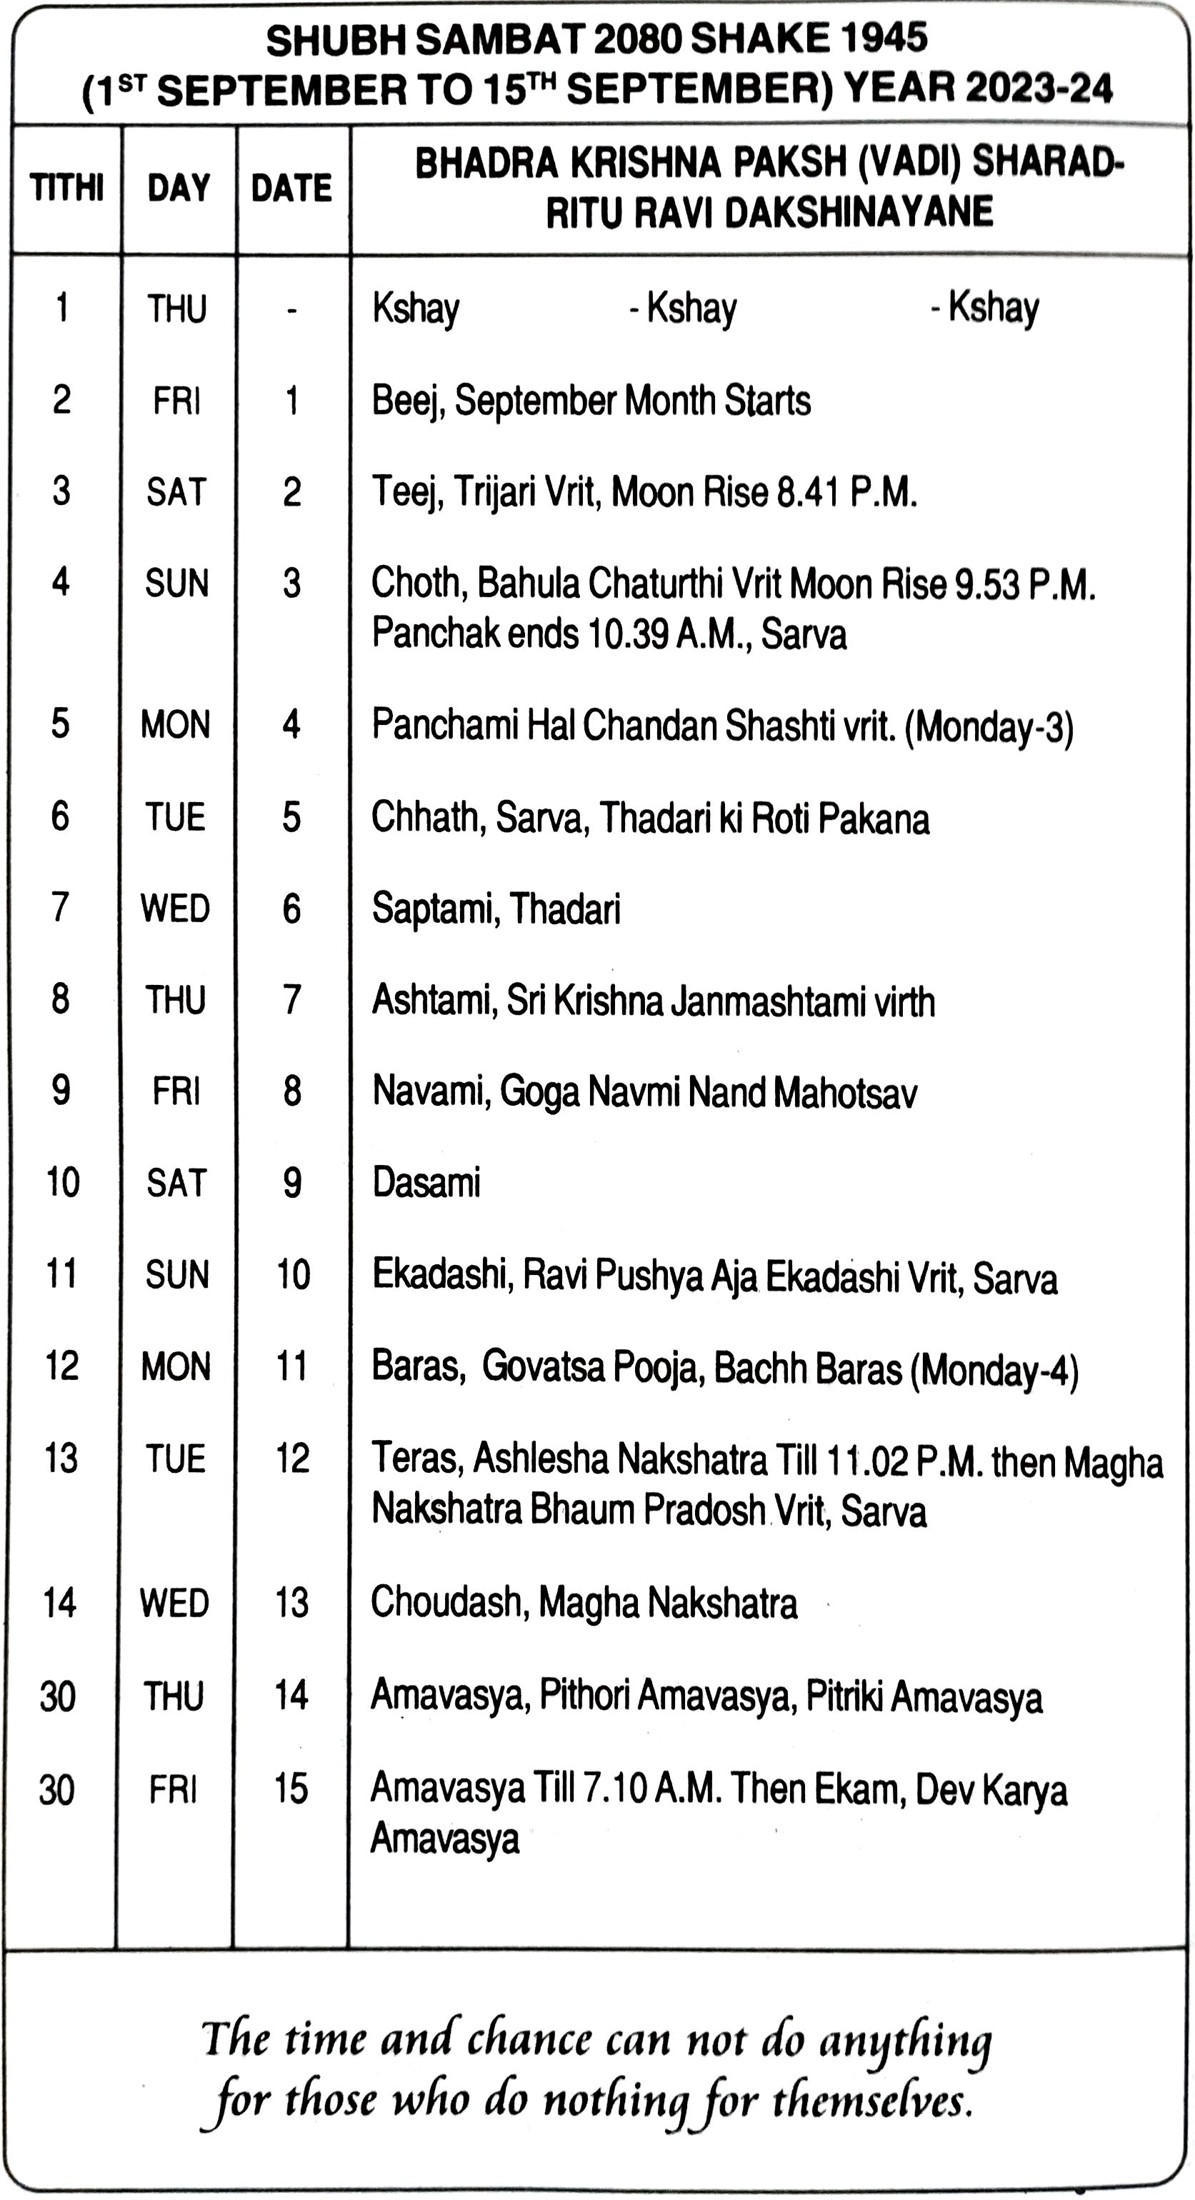 SHUBH SAMBAT 2080 SHAKE 1945
(1ST SEPTEMBER TO 15TH SEPTEMBER) YEAR 2023-24
TITHI DAY DATE BHADRA KRISHNA PAKSH (VADI) SHARAD-
RITU RAVI DAKSHINAYANE
1 THU - Kshay - Kshay - Kshay
2 FRI 1 Beej, September Month Starts
3 SAT 2 Teej, Trijari Vrit, Moon Rise 8.41 P.M.
4 SUN 3 Choth, Bahula Chaturthi Vrit Moon Rise 9.53 P.M.
Panchak ends 10.39 A.M., Sarva
5 MON 4 Panchami Hal Chandan Shashti vrit. (Monday-3)
6 TUE 5 Chhath, Sarva, Thadari ki Roti Pakana
7 WED 6 Saptami, Thadari
8 THU 7 Ashtami, Sri Krishna Janmashtami virth
9 FRI 8 Navami, Goga Navmi Nand Mahotsav
10 SAT 9 Dasami
11 SUN 10 Ekadashi, Ravi Pushya Aja Ekadashi Vrit, Sarva
12 MON 11 Baras, Govatsa Pooja, Bachh Baras (Monday-4)
13 TUE 12 Teras, Ashlesha Nakshatra Till 11.02 P.M. then Magha
Nakshatra Bhaum Pradosh Vrit, Sarva
14 WED 13 Choudash, Magha Nakshatra
30 THU 14 Amavasya, Pithori Amavasya, Pitriki Amavasya
30 FRI 15 Amavasya Till 7.10 A.M. Then Ekam, Dev Karya
Amavasya
The time and chance can not do anything
for those who do nothing for themselves.